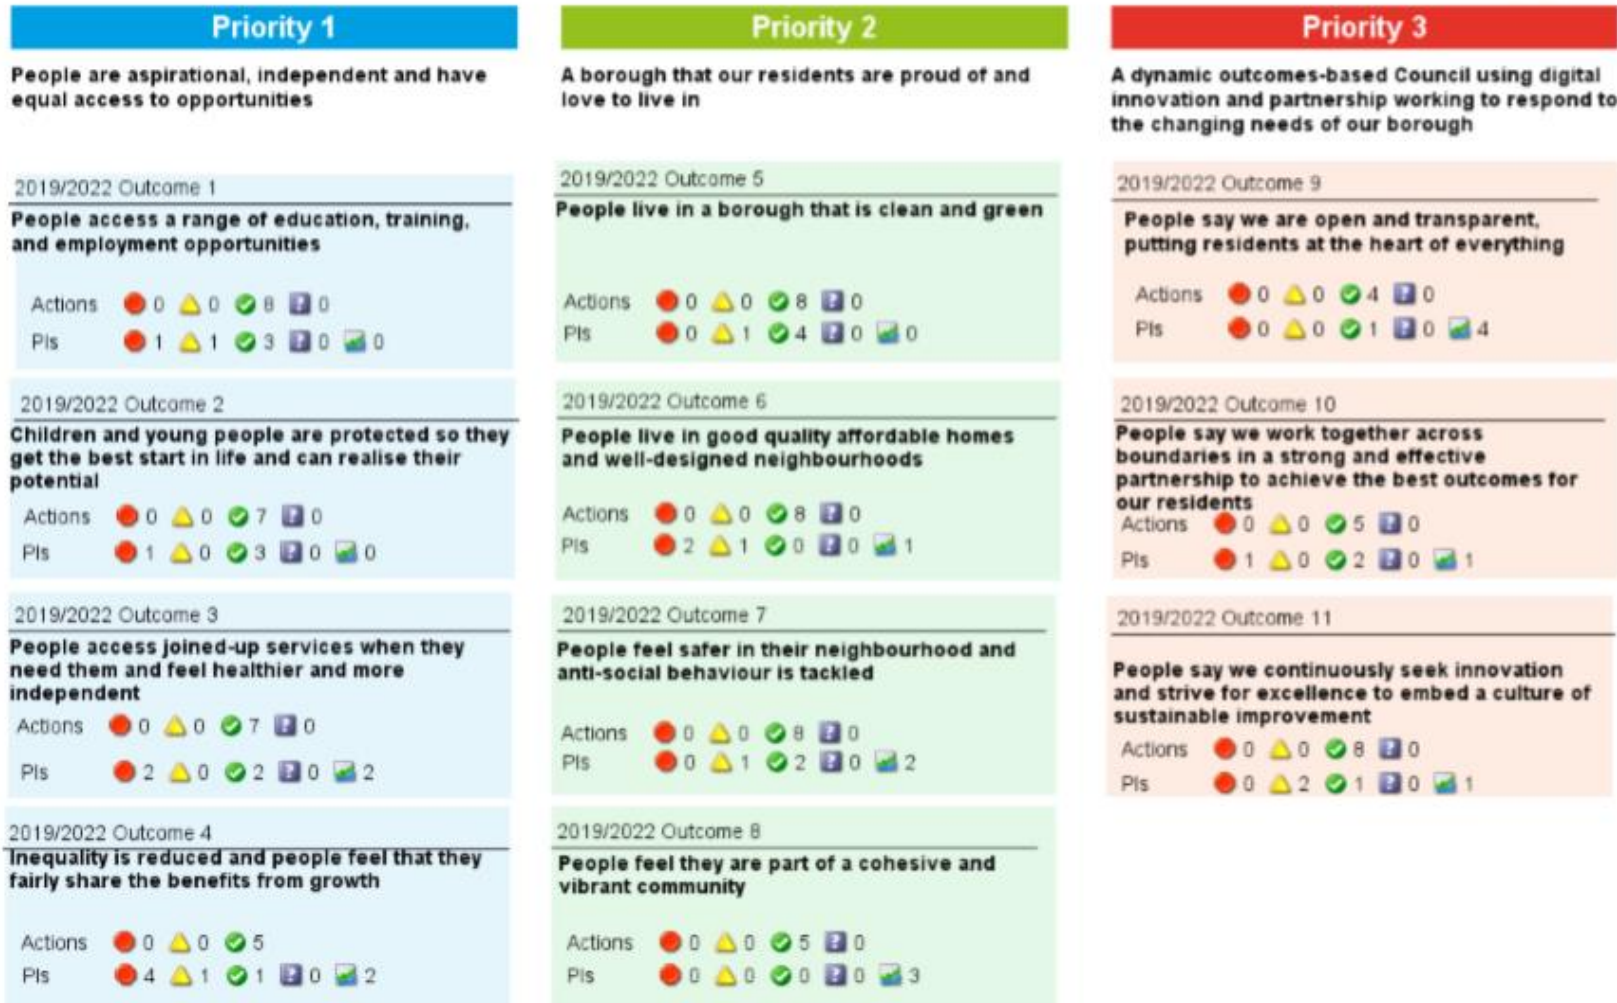 Priority 1
People are aspirational, independent and have
equal access to opportunities
2019/2022 Outcome 1
People access a range of education, training,
and employment opportunities
Actions 0 0 8 0
PIs 1 1 3 0 0
2019/2022 Outcome 2
Children and young people are protected so they
get the best start in life and can realise their
potential
Actions 0 0 7 0
PIs 1 0 3 0 0
2019/2022 Outcome 3
People access joined-up services when they
need them and feel healthier and more
independent
Actions 0 0 7 0
PIs 2 0 2 0 2
2019/2022 Outcome 4
Inequality is reduced and people feel that they
fairly share the benefits from growth
Actions 0 0 5
PIs 4 1 1 0 2
Priority 2
A borough that our residents are proud of and
love to live in
2019/2022 Outcome 5
People live in a borough that is clean and green
Actions 0 0 8 0
PIs 0 1 4 0 0
2019/2022 Outcome 6
People live in good quality affordable homes
and well-designed neighbourhoods
Actions 0 0 8 0
PIs 2 1 0 0 1
2019/2022 Outcome 7
People feel safer in their neighbourhood and
anti-social behaviour is tackled
Actions 0 0 8 0
PIs 0 1 2 0 2
2019/2022 Outcome 8
People feel they are part of a cohesive and
vibrant community
Actions 0 0 5 0
PIs 0 0 0 0 3
Priority 3
A dynamic outcomes-based Council using digital
innovation and partnership working to respond to
the changing needs of our borough
2019/2022 Outcome 9
People say we are open and transparent,
putting residents at the heart of everything
Actions 0 0 4 0
PIs 0 0 1 0 4
2019/2022 Outcome 10
People say we work together across
boundaries in a strong and effective
partnership to achieve the best outcomes for
our residents
Actions 0 0 5 0
PIs 1 0 2 0 1
2019/2022 Outcome 11
People say we continuously seek innovation
and strive for excellence to embed a culture of
sustainable improvement
Actions 0 0 8 0
PIs 0 2 1 0 1